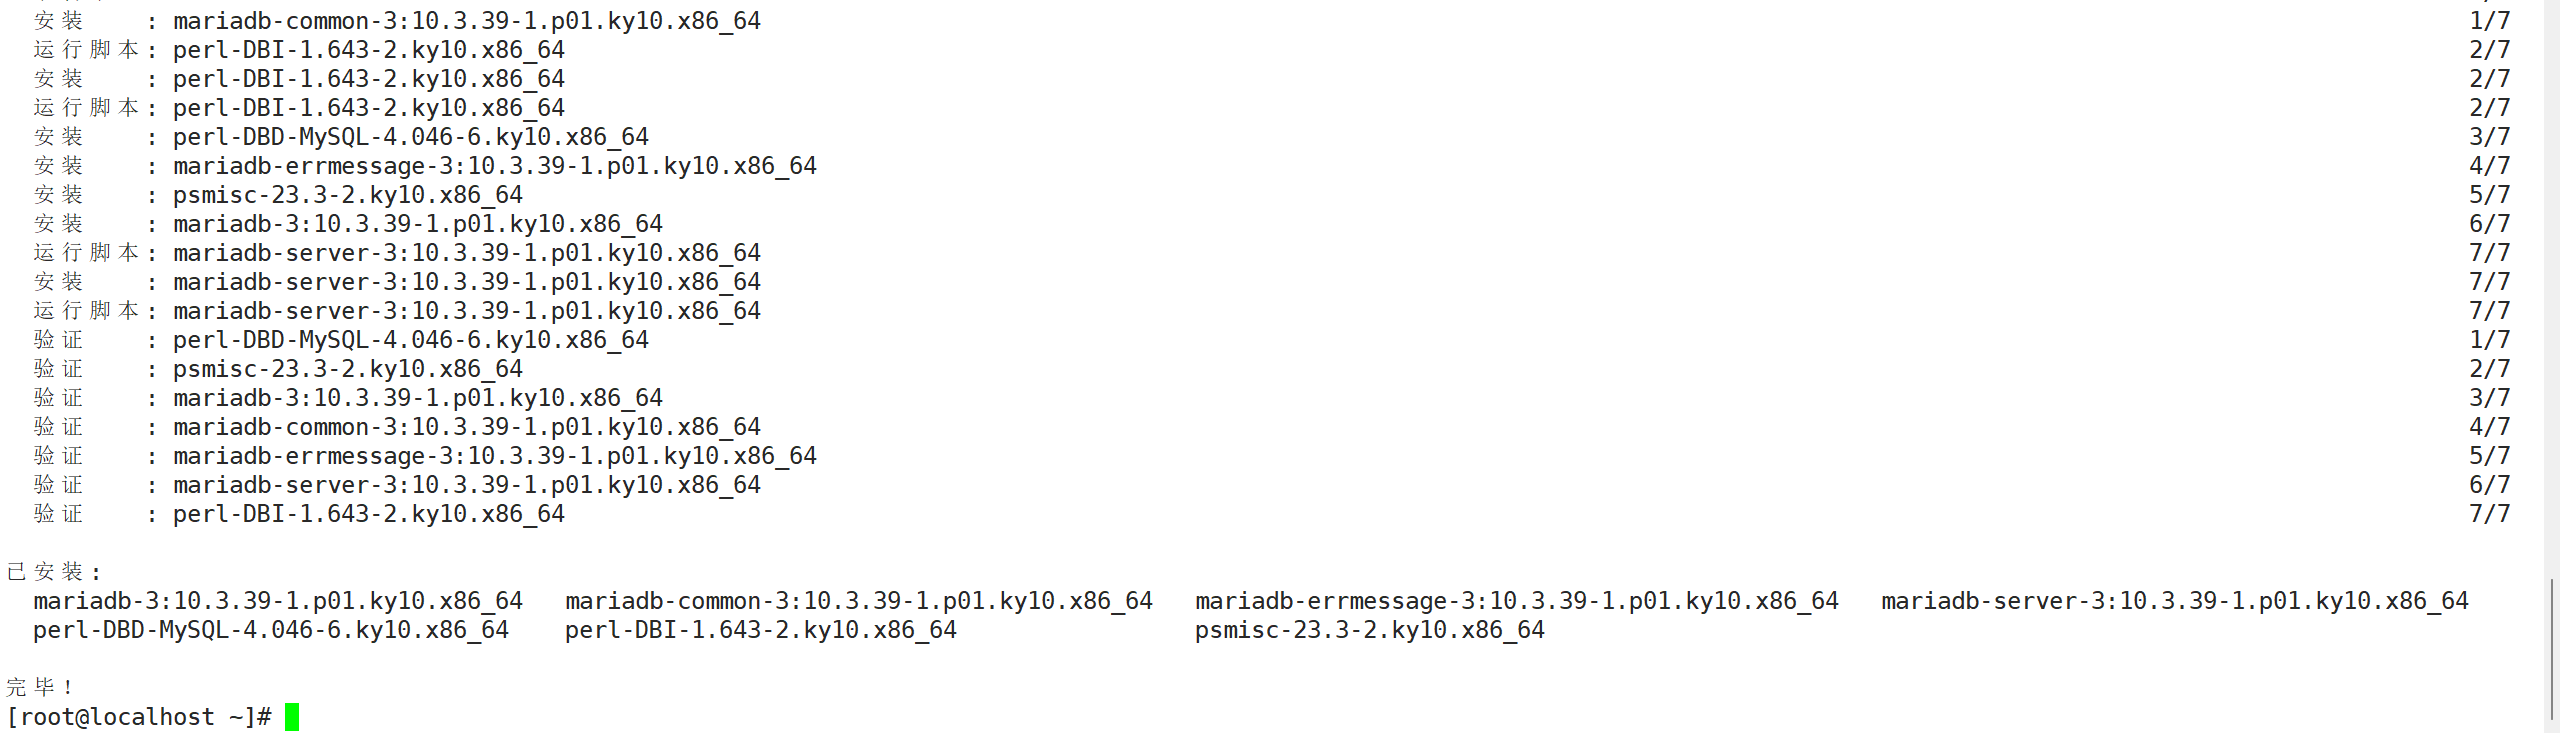 安装    : mariadb-common-3:10.3.39-1.p01.ky10.x86_64 1/7
运行脚本: perl-DBI-1.643-2.ky10.x86_64 2/7
安装    : perl-DBI-1.643-2.ky10.x86_64 2/7
运行脚本: perl-DBI-1.643-2.ky10.x86_64 2/7
安装    : perl-DBD-MySQL-4.046-6.ky10.x86_64 3/7
安装    : mariadb-errmessage-3:10.3.39-1.p01.ky10.x86_64 4/7
安装    : psmisc-23.3-2.ky10.x86_64 5/7
安装    : mariadb-3:10.3.39-1.p01.ky10.x86_64 6/7
运行脚本: mariadb-server-3:10.3.39-1.p01.ky10.x86_64 7/7
安装    : mariadb-server-3:10.3.39-1.p01.ky10.x86_64 7/7
运行脚本: mariadb-server-3:10.3.39-1.p01.ky10.x86_64 7/7
验证    : perl-DBD-MySQL-4.046-6.ky10.x86_64 1/7
验证    : psmisc-23.3-2.ky10.x86_64 2/7
验证    : mariadb-3:10.3.39-1.p01.ky10.x86_64 3/7
验证    : mariadb-common-3:10.3.39-1.p01.ky10.x86_64 4/7
验证    : mariadb-errmessage-3:10.3.39-1.p01.ky10.x86_64 5/7
验证    : mariadb-server-3:10.3.39-1.p01.ky10.x86_64 6/7
验证    : perl-DBI-1.643-2.ky10.x86_64 7/7
已安装:
mariadb-3:10.3.39-1.p01.ky10.x86_64 mariadb-common-3:10.3.39-1.p01.ky10.x86_64 mariadb-errmessage-3:10.3.39-1.p01.ky10.x86_64 mariadb-server-3:10.3.39-1.p01.ky10.x86_64
perl-DBD-MySQL-4.046-6.ky10.x86_64 perl-DBI-1.643-2.ky10.x86_64 psmisc-23.3-2.ky10.x86_64
完毕!
[root@localhost ~]#